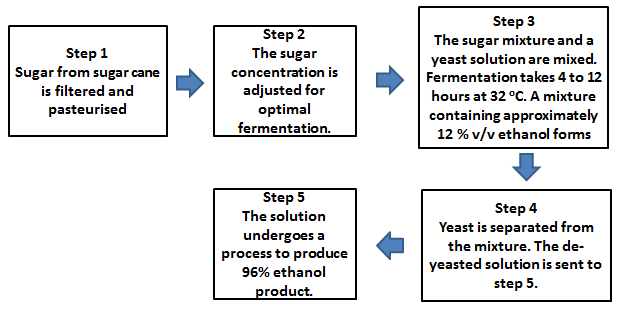 Step 1
Sugar from sugar cane
is filtered and
pasteurised
Step 2
The sugar
concentration is
adjusted for
optimal
fermentation.
Step 3
The sugar mixture and a
yeast solution are mixed.
Fermentation takes 4 to 12
hours at 32 °C. A mixture
containing approximately
12 % v/v ethanol forms
Step 4
Yeast is separated from
the mixture. The de-
yeasted solution is sent to
step 5.
Step 5
The solution
undergoes a
process to produce
96% ethanol
product.